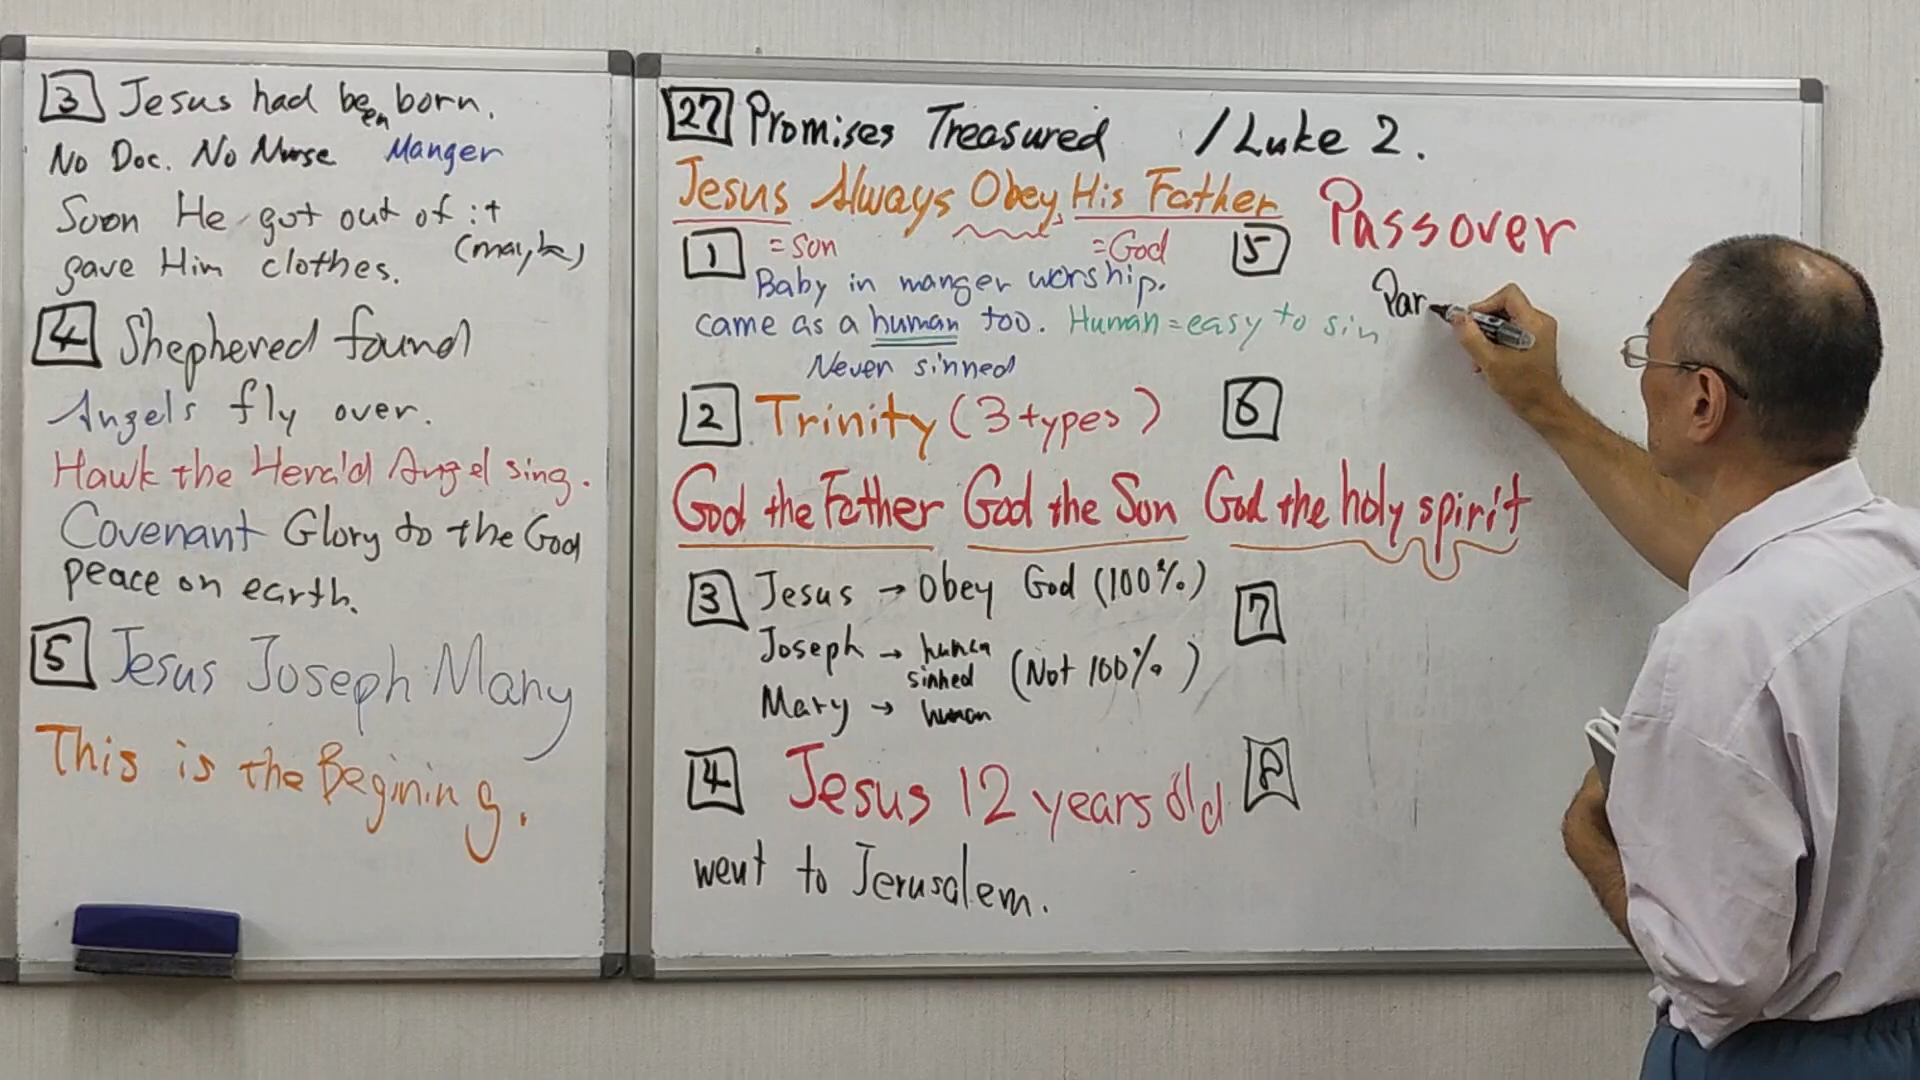 3 Jesus had been born.
No Doc. No Nurse Manger
Soon He got out of it
(maybe)
gave Him clothes.
4 Shephered found
Angels fly over.
Hawk the Herald Angel sing.
Covenant Glory to the God
peace on earth.
5 Jesus Joseph Mary
This is the Begining.
27 Promises Treasured / Luke 2.
Jesus Always Obey, His Father
= Son = God
1 Baby in manger worship.
came as a human too. Human = easy to sin
Never sinned
2 Trinity (3 types)
God the Father God the Son God the holy spirit
3 Jesus → Obey God (100%)
Joseph → human
sinned (Not 100%)
Mary → human
4 Jesus 12 years old
went to Jerusalem.
5 Passover
Par
6
7
8